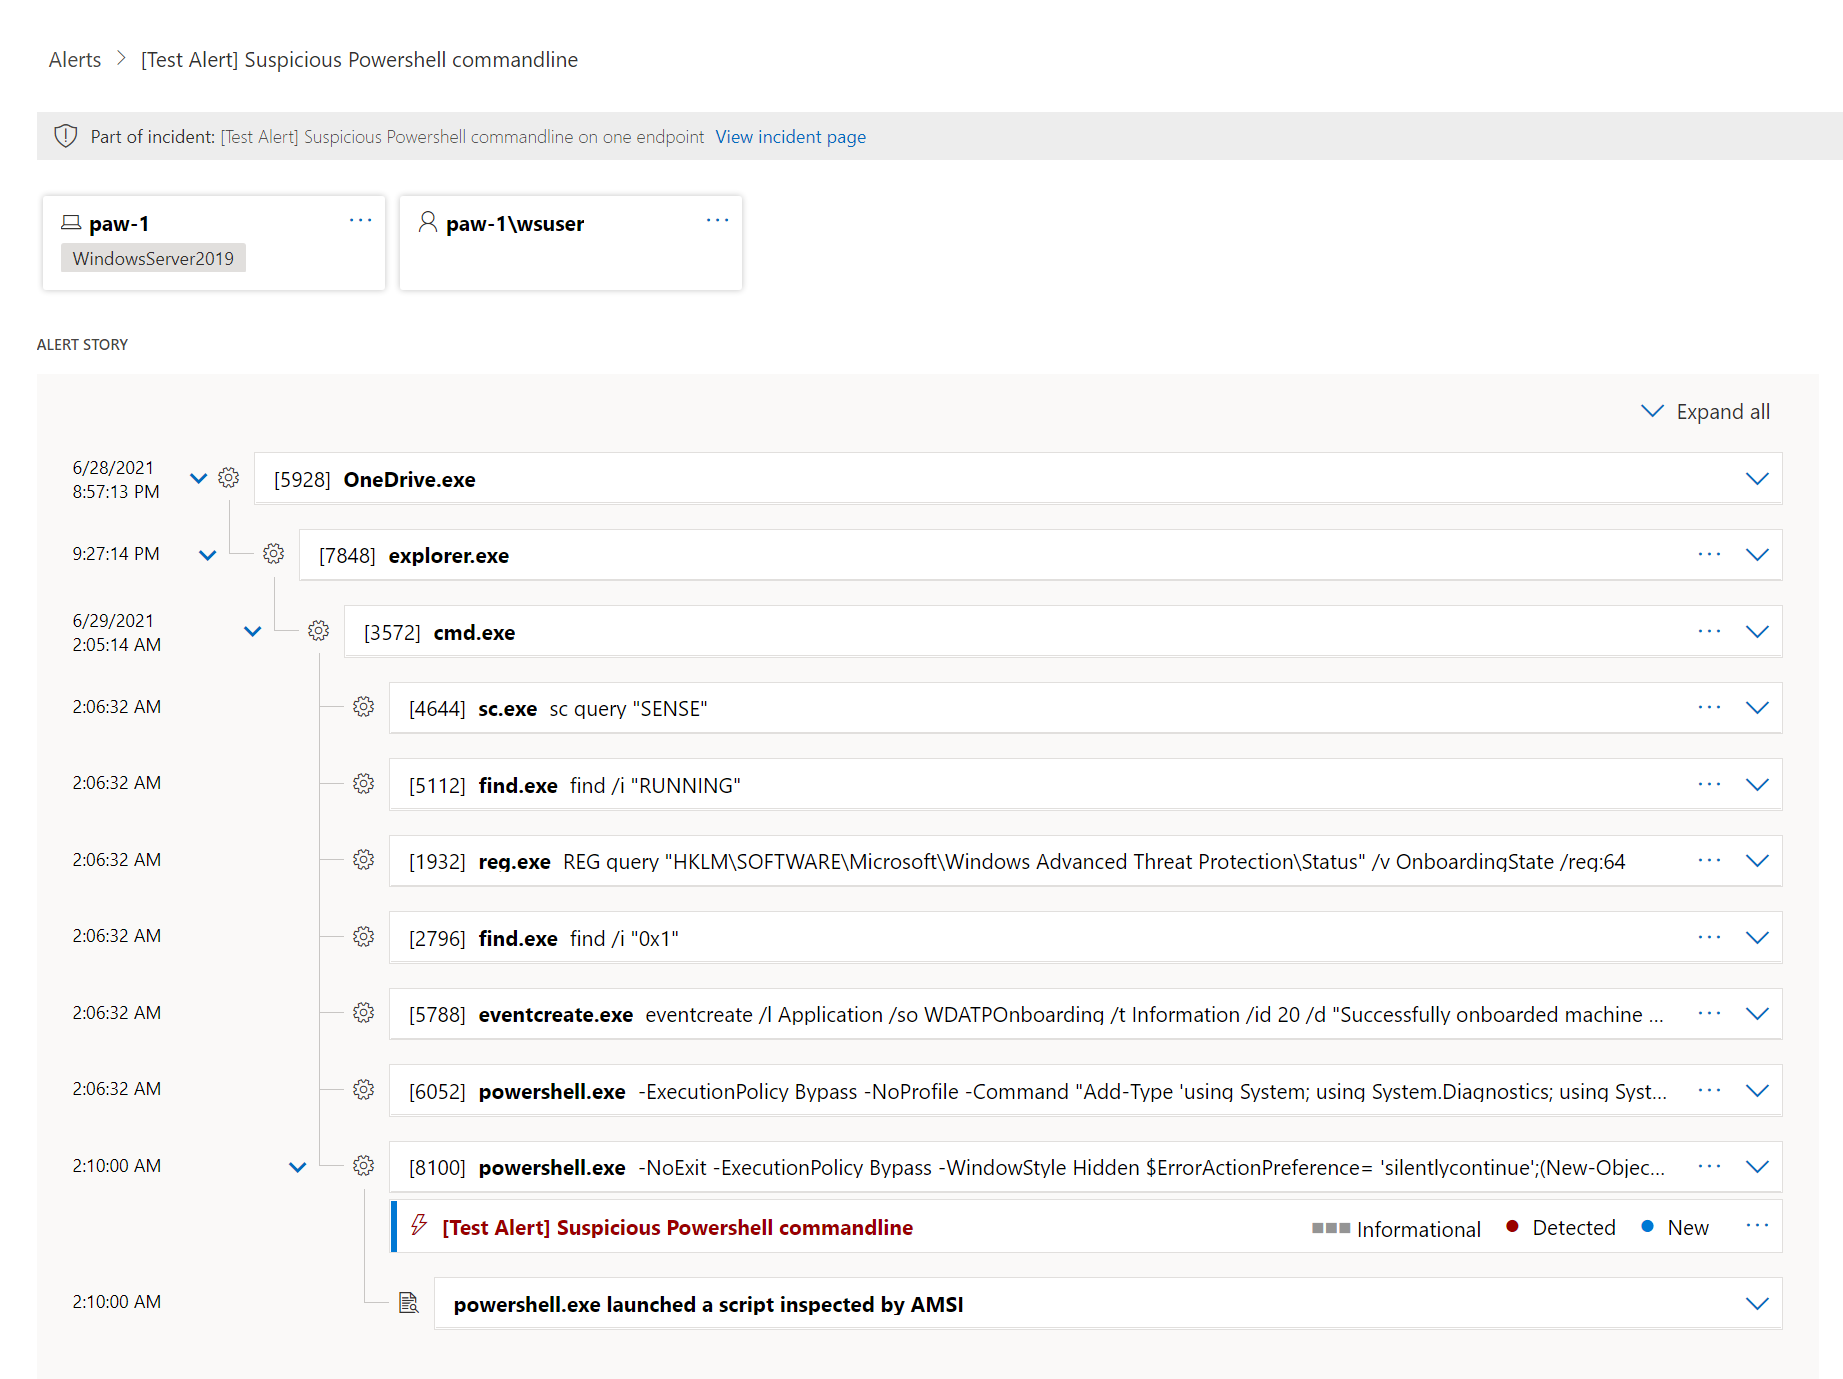 Alerts > [Test Alert] Suspicious Powershell commandline
Part of incident: [Test Alert] Suspicious Powershell commandline on one endpoint View incident page
paw-1 ...
WindowsServer2019
paw-1\wsuser ...
ALERT STORY
Expand all
6/28/2021
8:57:13 PM
[5928] OneDrive.exe
9:27:14 PM [7848] explorer.exe ...
6/29/2021
2:05:14 AM
[3572] cmd.exe ...
2:06:32 AM [4644] sc.exe sc query "SENSE" ...
2:06:32 AM [5112] find.exe find /i "RUNNING" ...
2:06:32 AM [1932] reg.exe REG query "HKLM\SOFTWARE\Microsoft\Windows Advanced Threat Protection\Status" /v OnboardingState /reg:64 ...
2:06:32 AM [2796] find.exe find /i "0x1" ...
2:06:32 AM [5788] eventcreate.exe eventcreate /l Application /so WDATPOnboarding /t Information /id 20 /d "Successfully onboarded machine ... ...
2:06:32 AM [6052] powershell.exe -ExecutionPolicy Bypass -NoProfile -Command "Add-Type 'using System; using System.Diagnostics; using Syst... ...
2:10:00 AM [8100] powershell.exe -NoExit -ExecutionPolicy Bypass -WindowStyle Hidden $ErrorActionPreference= 'silentlycontinue';(New-Objec... ...
[Test Alert] Suspicious Powershell commandline Informational Detected New ...
2:10:00 AM powershell.exe launched a script inspected by AMSI